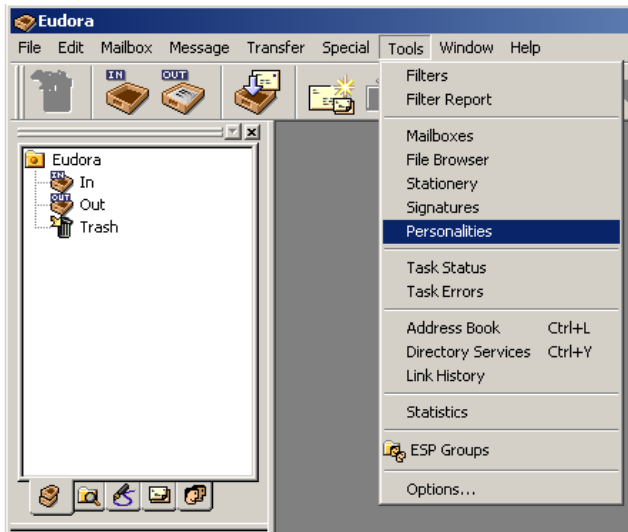 Eudora
File Edit Mailbox Message Transfer Special Tools Window Help
IN OUT
Eudora
IN
In
OUT
Out
Trash
Filters
Filter Report
Mailboxes
File Browser
Stationery
Signatures
Personalities
Task Status
Task Errors
Address Book Ctrl+L
Directory Services Ctrl+Y
Link History
Statistics
ESP Groups
Options...